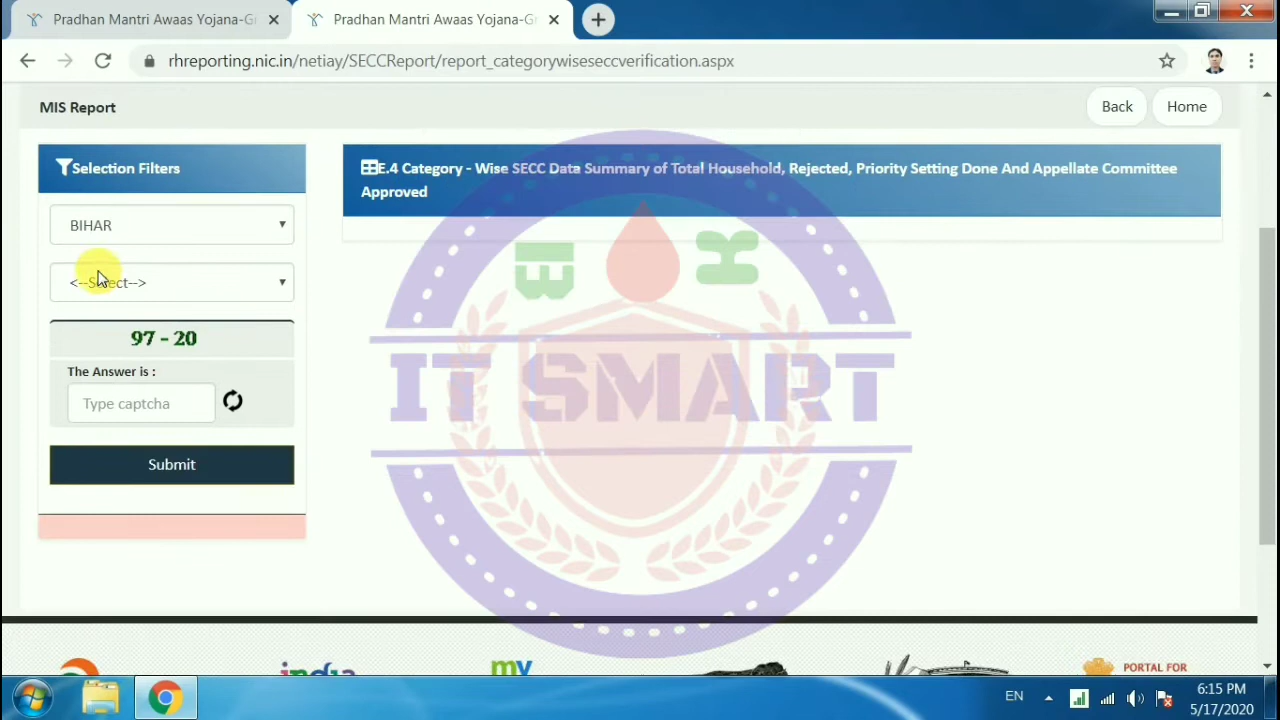 Pradhan Mantri Awaas Yojana-Gr
Pradhan Mantri Awaas Yojana-Gr
rhreporting.nic.in/netiay/SECCReport/report_categorywiseseccverification.aspx
MIS Report
Back
Home
Selection Filters
E.4 Category - Wise SECC Data Summary of Total Household, Rejected, Priority Setting Done And Appellate Committee
Approved
BIHAR
<--Select-->
97 - 20
The Answer is :
Type captcha
Submit
IT SMART
my
PORTAL FOR
EN
6:15 PM
5/17/2020